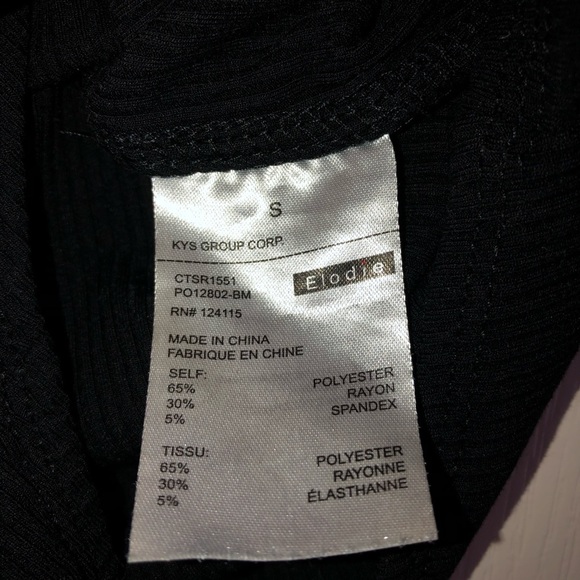 S
KYS GROUP CORP.
CTSR1551
Elodie
PO12802-BM
RN# 124115
MADE IN CHINA
FABRIQUE EN CHINE
SELF:
65% POLYESTER
30% RAYON
5% SPANDEX
TISSU:
65% POLYESTER
30% RAYONNE
5% ÉLASTHANNE